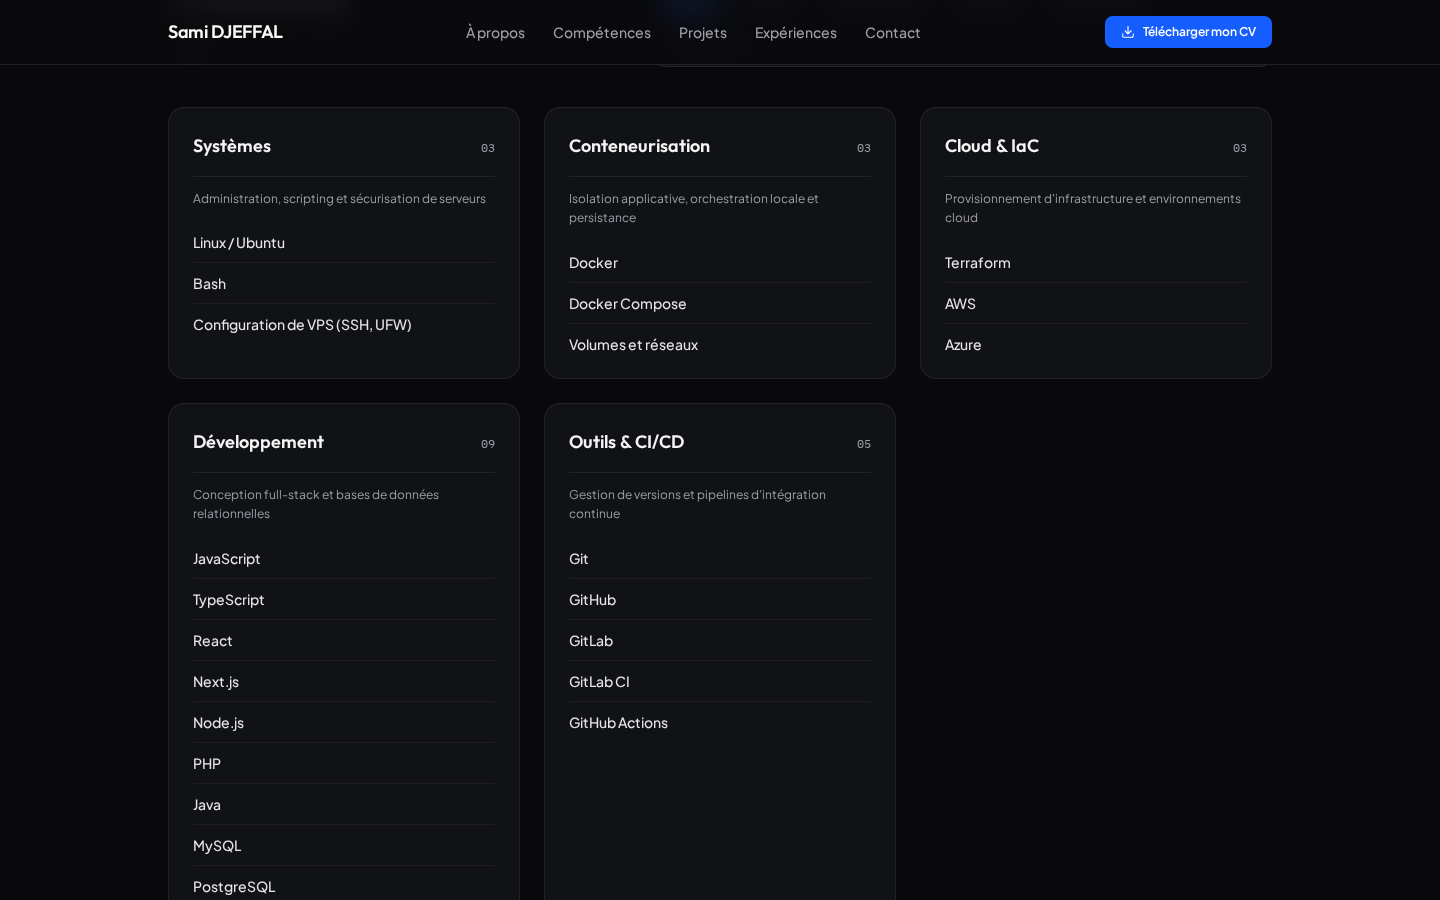 Sami DJEFFAL
À propos
Compétences
Projets
Expériences
Contact
Télécharger mon CV
Systèmes
03
Administration, scripting et sécurisation de serveurs
Linux / Ubuntu
Bash
Configuration de VPS (SSH, UFW)
Conteneurisation
03
Isolation applicative, orchestration locale et
persistance
Docker
Docker Compose
Volumes et réseaux
Cloud & IaC
03
Provisionnement d'infrastructure et environnements
cloud
Terraform
AWS
Azure
Développement
09
Conception full-stack et bases de données
relationnelles
JavaScript
TypeScript
React
Next.js
Node.js
PHP
Java
MySQL
PostgreSQL
Outils & CI/CD
05
Gestion de versions et pipelines d'intégration
continue
Git
GitHub
GitLab
GitLab CI
GitHub Actions